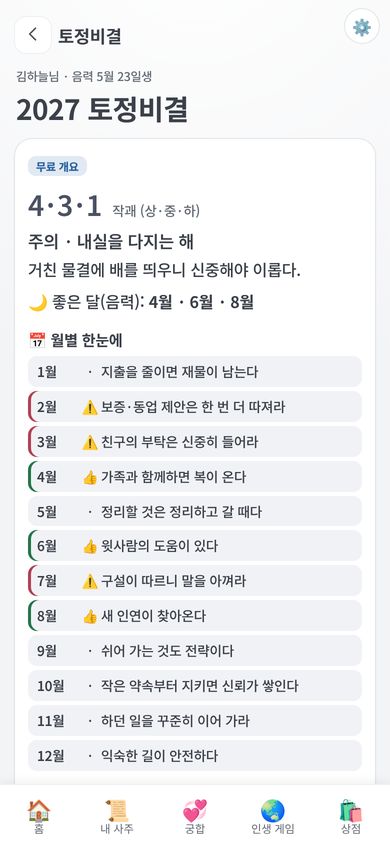 토정비결
김하늘님 · 음력 5월 23일생
2027 토정비결
무료 개요
4·3·1 작괘 (상·중·하)
주의 · 내실을 다지는 해
거친 물결에 배를 띄우니 신중해야 이롭다.
🌙 좋은 달(음력): 4월 · 6월 · 8월
📅 월별 한눈에
1월 · 지출을 줄이면 재물이 남는다
2월 ⚠️ 보증·동업 제안은 한 번 더 따져라
3월 ⚠️ 친구의 부탁은 신중히 들어라
4월 👍 가족과 함께하면 복이 온다
5월 · 정리할 것은 정리하고 갈 때다
6월 👍 윗사람의 도움이 있다
7월 ⚠️ 구설이 따르니 말을 아껴라
8월 👍 새 인연이 찾아온다
9월 · 쉬어 가는 것도 전략이다
10월 · 작은 약속부터 지키면 신뢰가 쌓인다
11월 · 하던 일을 꾸준히 이어 가라
12월 · 익숙한 길이 안전하다
홈 내 사주 궁합 인생 게임 상점